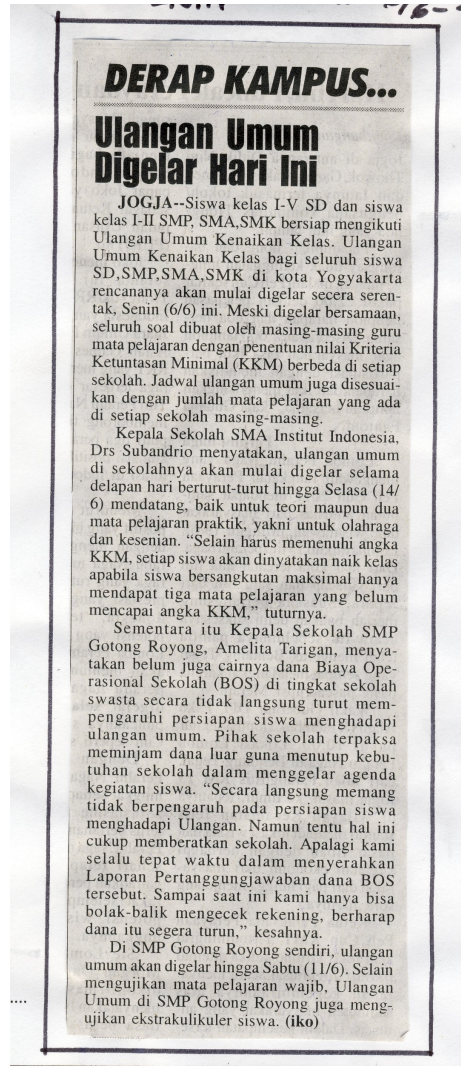 DERAP KAMPUS...
Ulangan Umum
Digelar Hari Ini
JOGJA--Siswa kelas I-V SD dan siswa
kelas I-II SMP, SMA,SMK bersiap mengikuti
Ulangan Umum Kenaikan Kelas. Ulangan
Umum Kenaikan Kelas bagi seluruh siswa
SD,SMP,SMA,SMK di kota Yogyakarta
rencananya akan mulai digelar secera seren-
tak, Senin (6/6) ini. Meski digelar bersamaan,
seluruh soal dibuat oleh masing-masing guru
mata pelajaran dengan penentuan nilai Kriteria
Ketuntasan Minimal (KKM) berbeda di setiap
sekolah. Jadwal ulangan umum juga disesuai-
kan dengan jumlah mata pelajaran yang ada
di setiap sekolah masing-masing.
Kepala Sekolah SMA Institut Indonesia,
Drs Subandrio menyatakan, ulangan umum
di sekolahnya akan mulai digelar selama
delapan hari berturut-turut hingga Selasa (14/
6) mendatang, baik untuk teori maupun dua
mata pelajaran praktik, yakni untuk olahraga
dan kesenian. “Selain harus memenuhi angka
KKM, setiap siswa akan dinyatakan naik kelas
apabila siswa bersangkutan maksimal hanya
mendapat tiga mata pelajaran yang belum
mencapai angka KKM,” tuturnya.
Sementara itu Kepala Sekolah SMP
Gotong Royong, Amelita Tarigan, menya-
takan belum juga cairnya dana Biaya Ope-
rasional Sekolah (BOS) di tingkat sekolah
swasta secara tidak langsung turut mem-
pengaruhi persiapan siswa menghadapi
ulangan umum. Pihak sekolah terpaksa
meminjam dana luar guna menutup kebu-
tuhan sekolah dalam menggelar agenda
kegiatan siswa. “Secara langsung memang
tidak berpengaruh pada persiapan siswa
menghadapi Ulangan. Namun tentu hal ini
cukup memberatkan sekolah. Apalagi kami
selalu tepat waktu dalam menyerahkan
Laporan Pertanggungjawaban dana BOS
tersebut. Sampai saat ini kami hanya bisa
bolak-balik mengecek rekening, berharap
dana itu segera turun,” kesahnya.
Di SMP Gotong Royong sendiri, ulangan
umum akan digelar hingga Sabtu (11/6). Selain
mengujikan mata pelajaran wajib, Ulangan
Umum di SMP Gotong Royong juga meng-
ujikan ekstrakulikuler siswa. (iko)
....